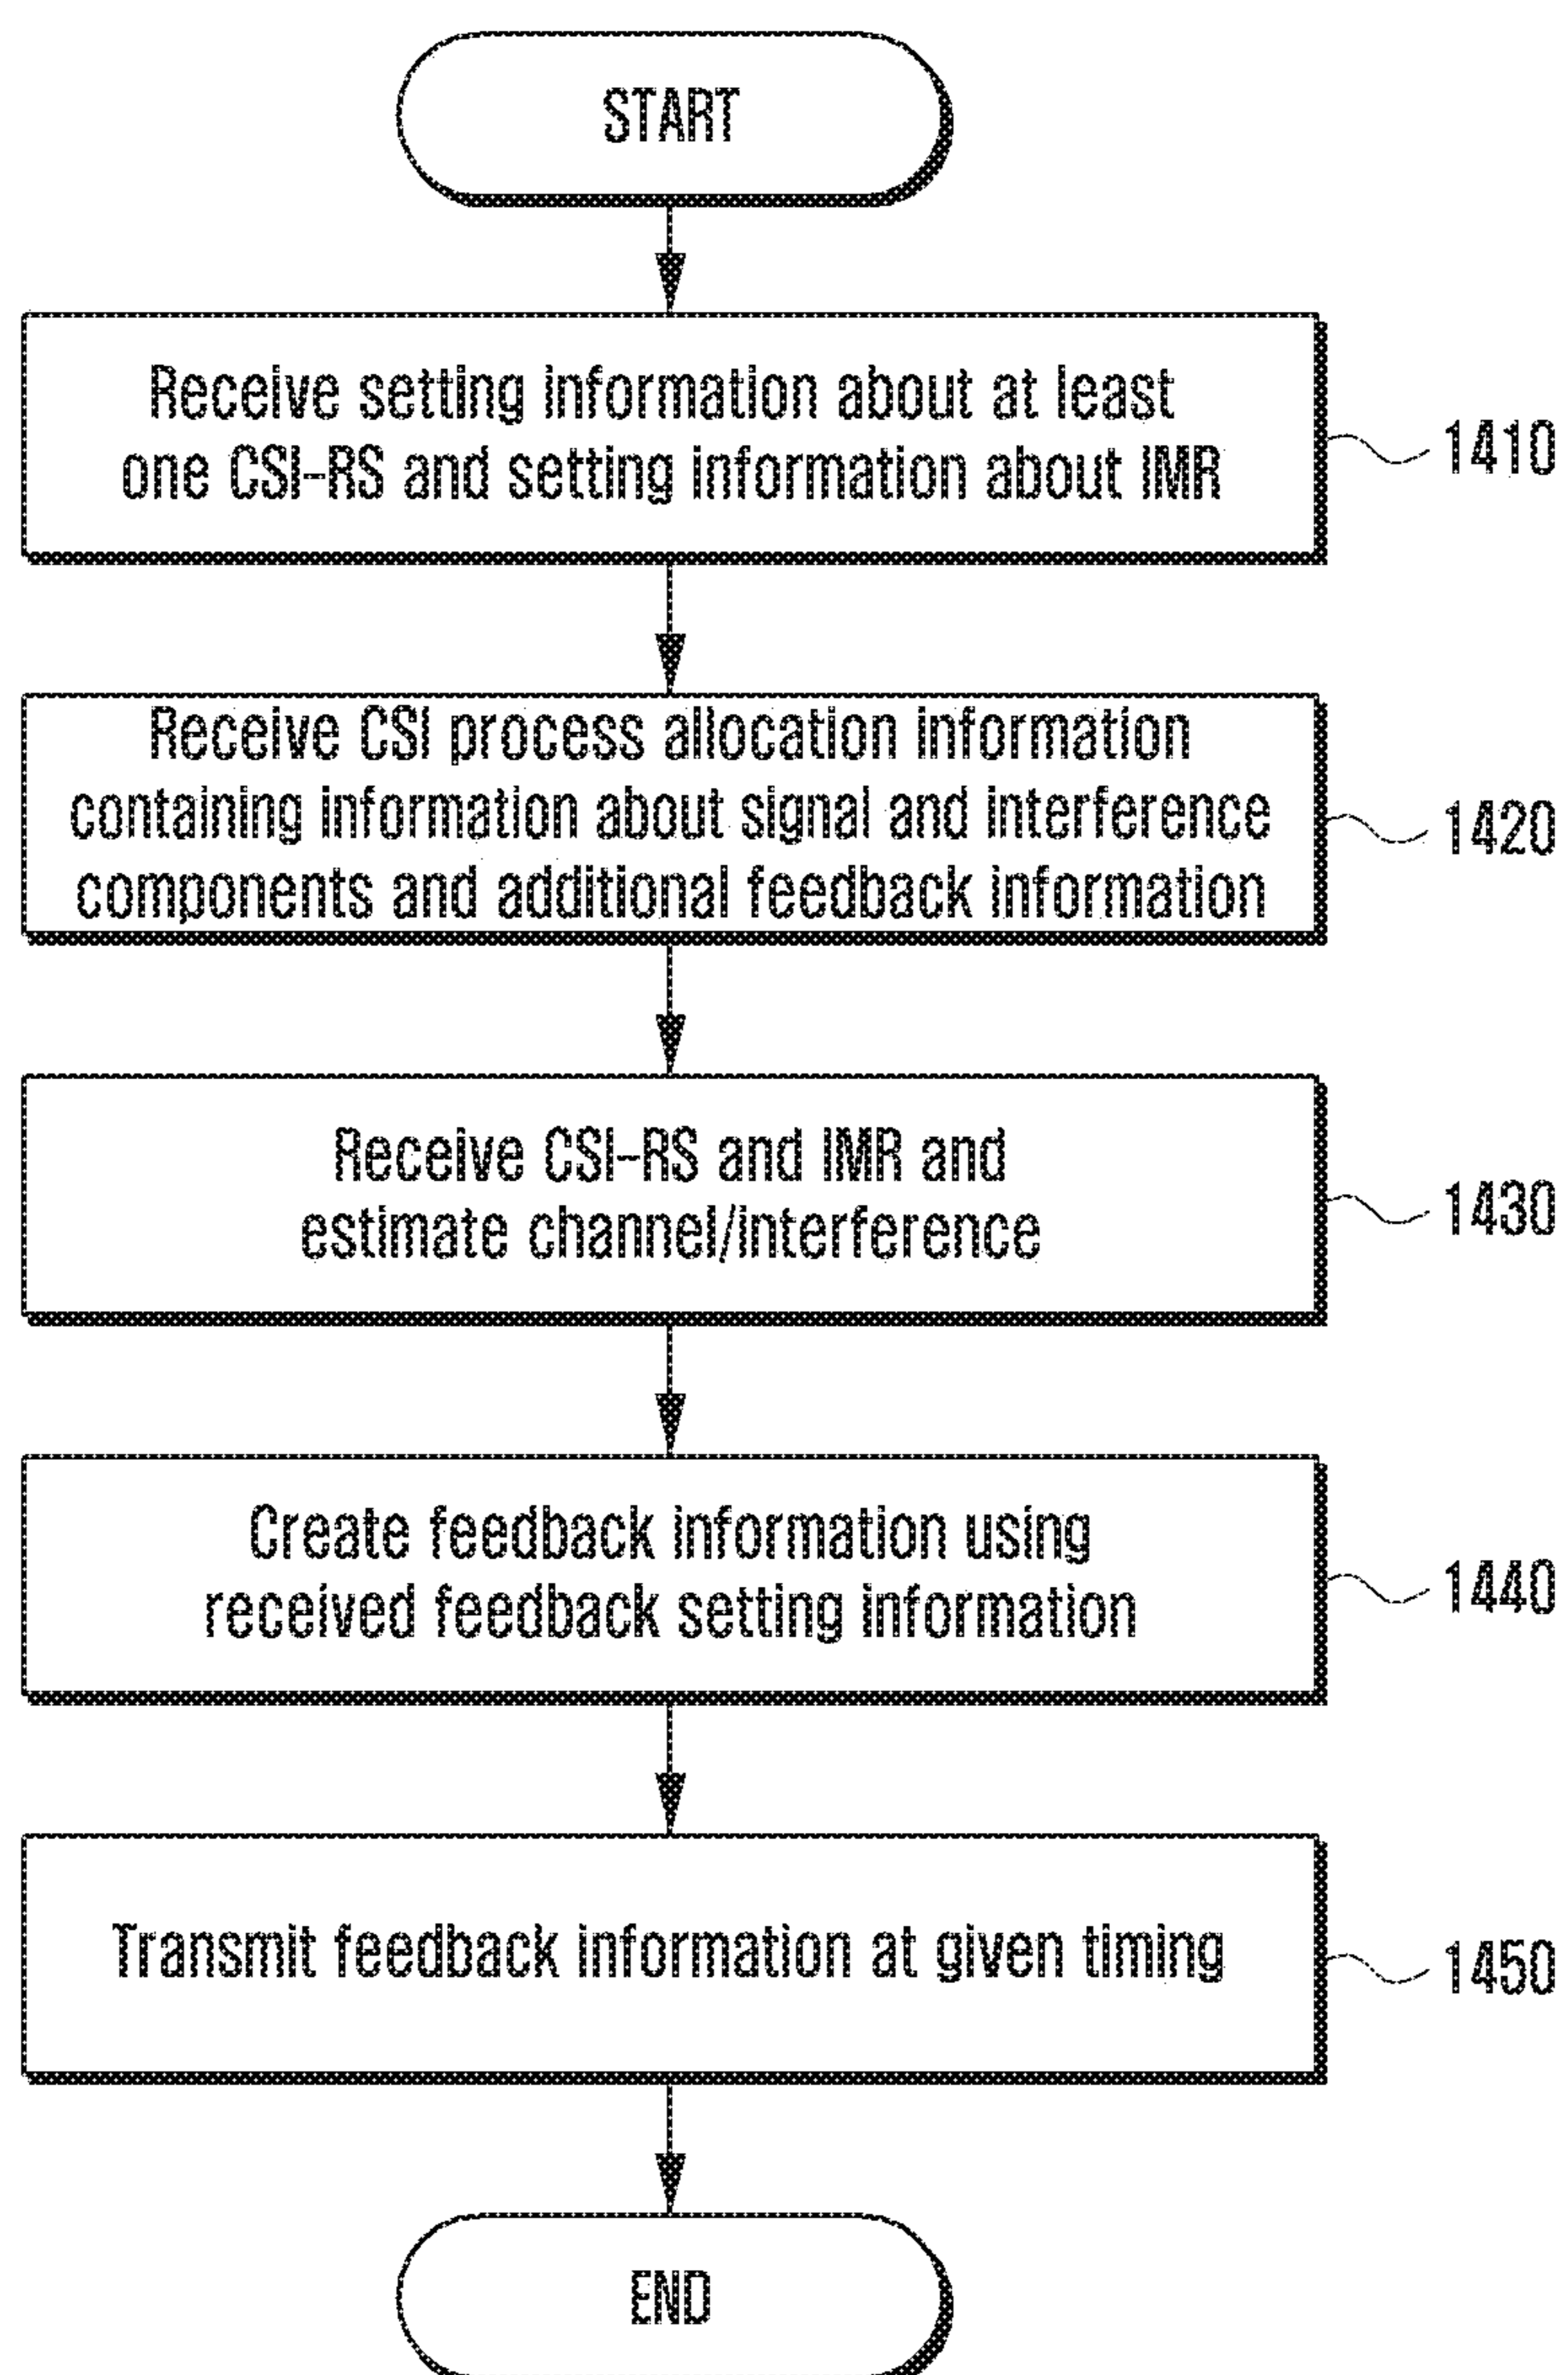 START
Receive setting information about at least
one CSI-RS and setting information about IMR
1410
Receive CSI process allocation information
containing information about signal and interference
components and additional feedback information
1420
Receive CSI-RS and IMR and
estimate channel/interference
1430
Create feedback information using
received feedback setting information
1440
Transmit feedback information at given timing
1450
END